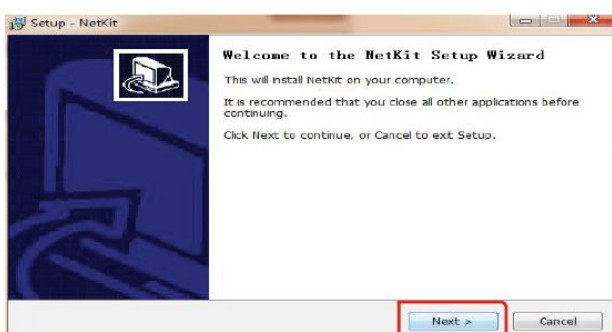 Setup - NetKit
Welcome to the NetKit Setup Wizard
This will install NetKit on your computer.
It is recommended that you close all other applications before
continuing.
Click Next to continue, or Cancel to exit Setup.
Next >
Cancel